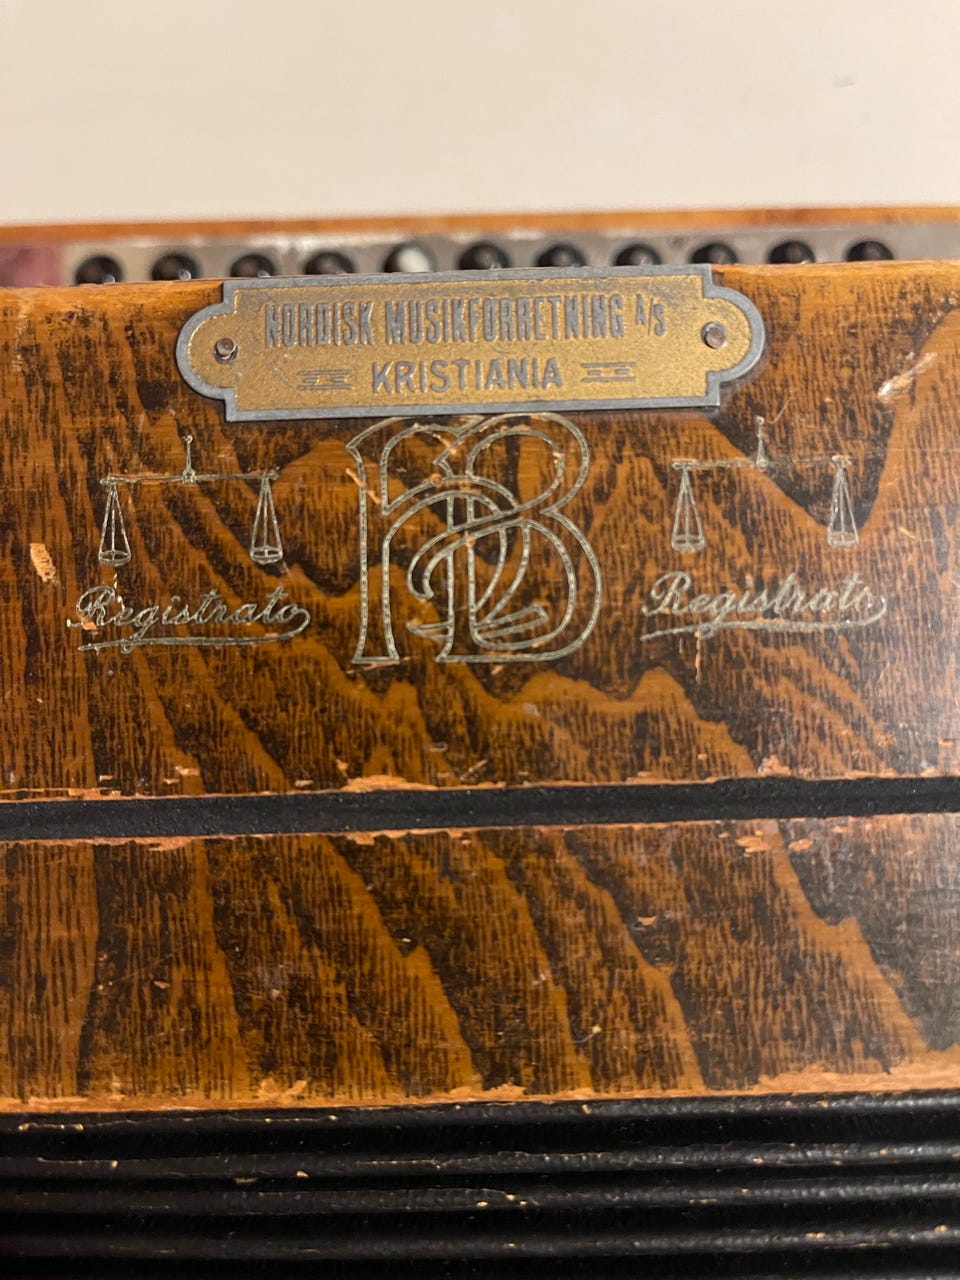 NORDISK MUSIKFORRETNING A/S
KRISTIANIA
Registrato
Registrato